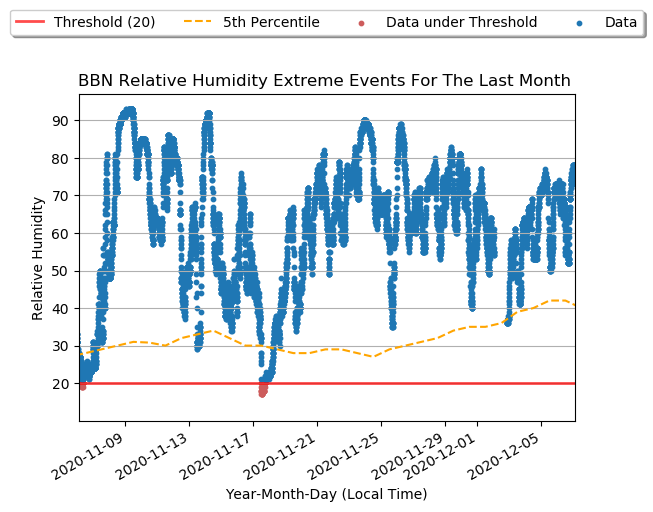 Threshold (20) 5th Percentile Data under Threshold Data
BBN Relative Humidity Extreme Events For The Last Month
Relative Humidity
90
80
70
60
50
40
30
20
2020-11-09 2020-11-13 2020-11-17 2020-11-21 2020-11-25 2020-11-29 2020-12-01 2020-12-05
Year-Month-Day (Local Time)